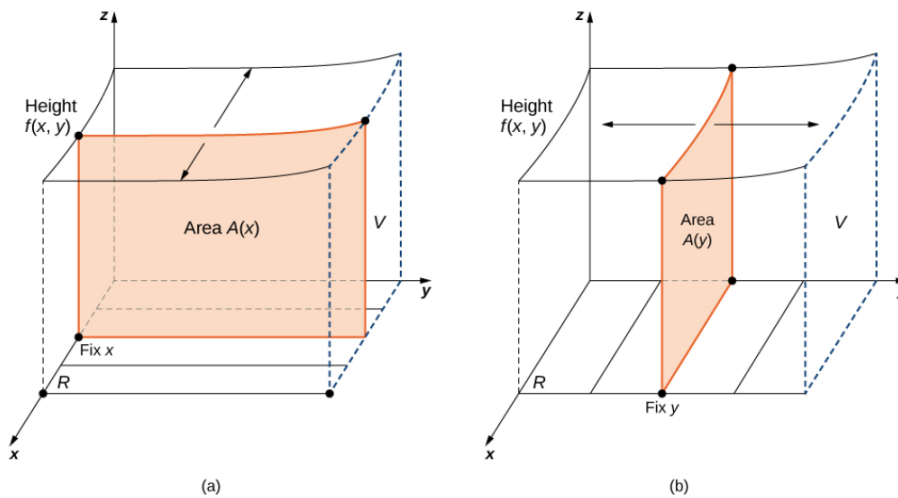 z
Height
f(x, y)
Area A(x)
V
y
Fix x
R
x
(a)
z
Height
f(x, y)
Area
A(y)
V
R
Fix y
x
(b)